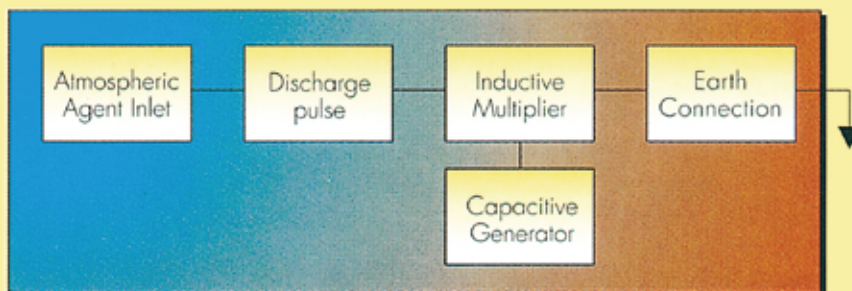 Atmospheric
Agent Inlet
Discharge
pulse
Inductive
Multiplier
Earth
Connection
Capacitive
Generator